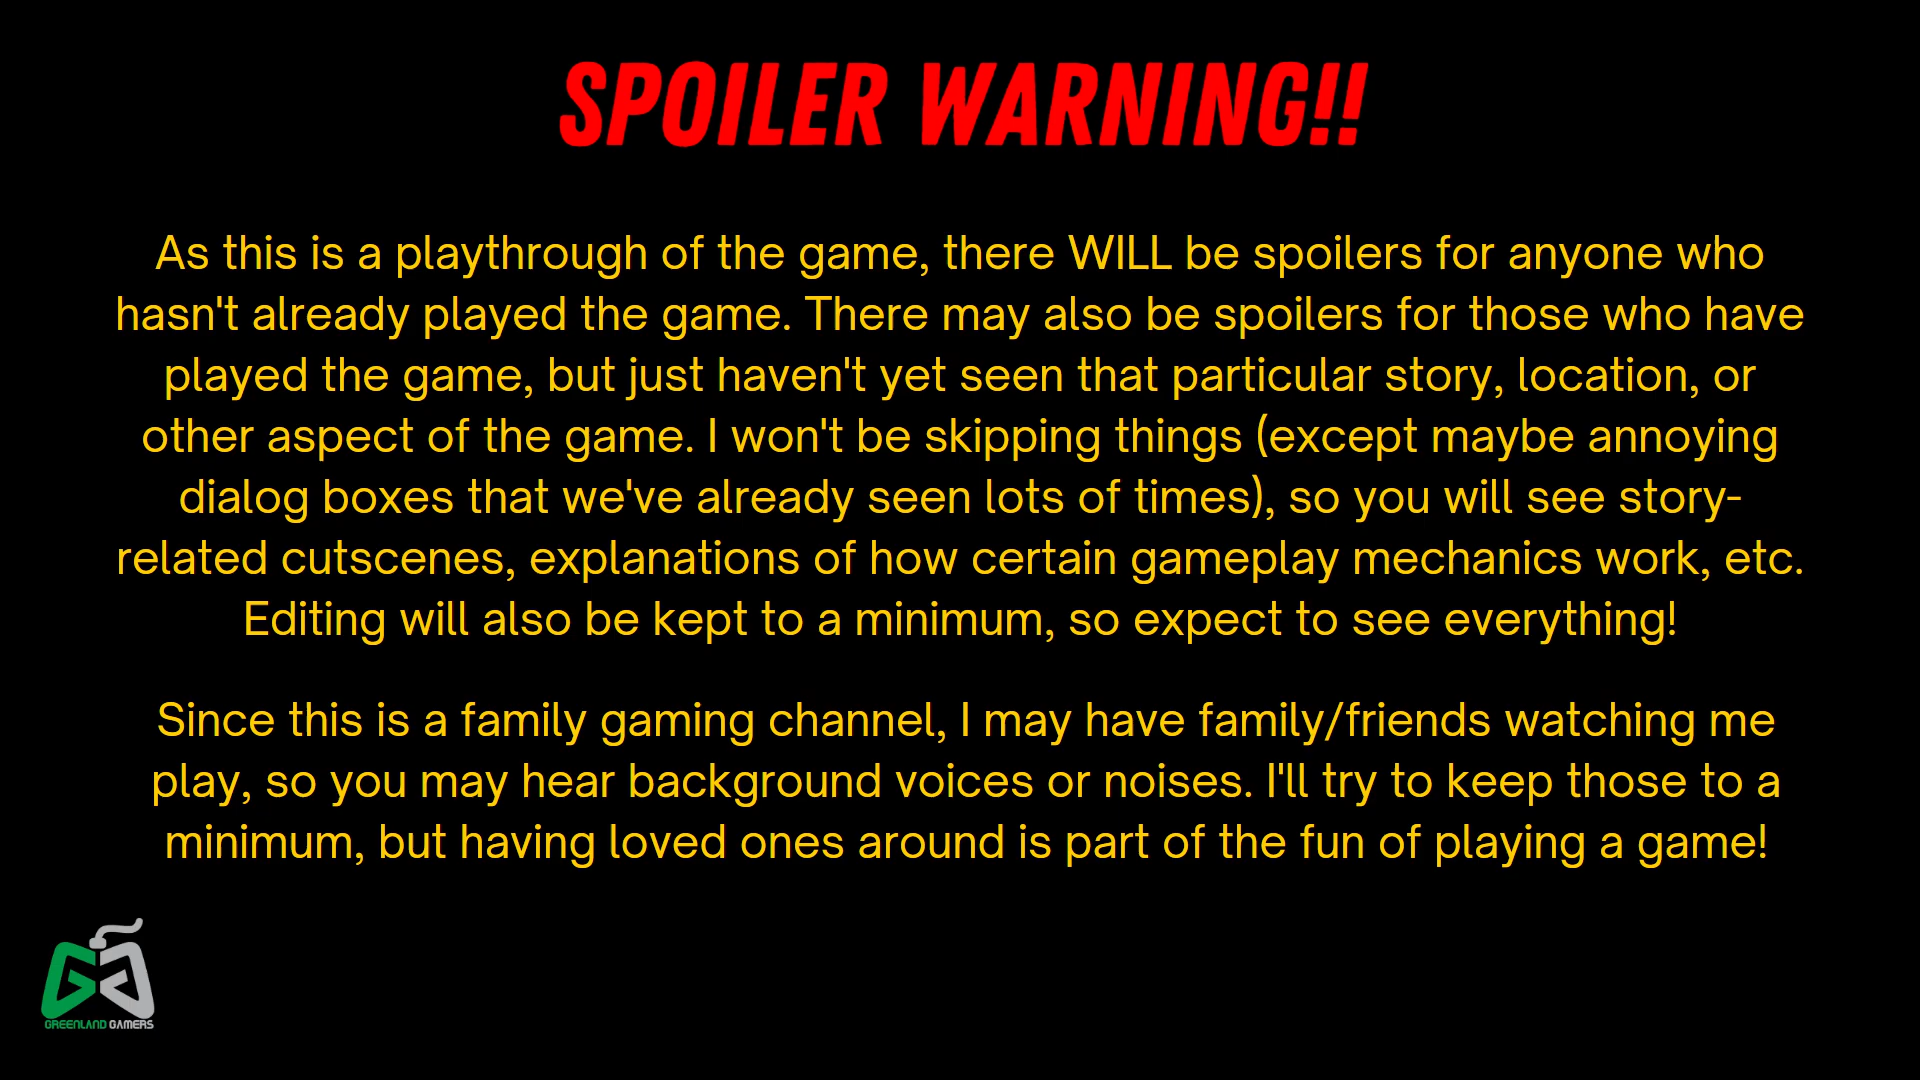 SPOILER WARNING!!
As this is a playthrough of the game, there WILL be spoilers for anyone who
hasn't already played the game. There may also be spoilers for those who have
played the game, but just haven't yet seen that particular story, location, or
other aspect of the game. I won't be skipping things (except maybe annoying
dialog boxes that we've already seen lots of times), so you will see story-
related cutscenes, explanations of how certain gameplay mechanics work, etc.
Editing will also be kept to a minimum, so expect to see everything!
Since this is a family gaming channel, I may have family/friends watching me
play, so you may hear background voices or noises. I'll try to keep those to a
minimum, but having loved ones around is part of the fun of playing a game!
GREENLAND GAMERS